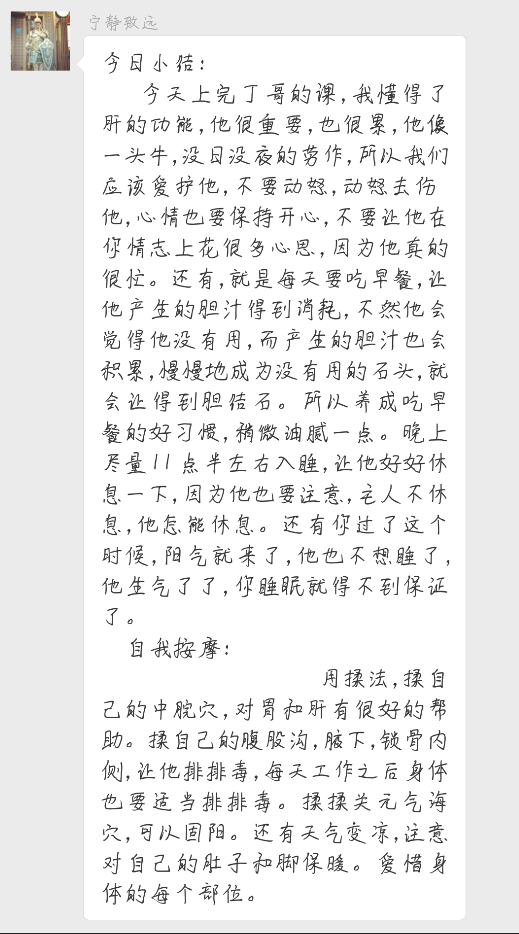 宁静致远
今日小结:
今天上完丁哥的课,我懂得了
肝的功能,他很重要,也很累,他像
一头牛,没日没夜的劳作,所以我们
应该爱护他,不要动怒,动怒去伤
他,心情也要保持开心,不要让他在
你情志上花很多心思,因为他真的
很忙。还有,就是每天要吃早餐,让
他产生的胆汁得到消耗,不然他会
觉得他没有用,而产生的胆汁也会
积累,慢慢地成为没有用的石头,就
会让得到胆结石。所以养成吃早
餐的好习惯,稍微油腻一点。晚上
尽量11点半左右入睡,让他好好休
息一下,因为他也要注意,主人不休
息,他怎能休息。还有你过了这个
时候,阳气就来了,他也不想睡了,
他生气了了,你睡眠就得不到保证
了。
自我按摩:
用揉法,揉自
己的中脘穴,对胃和肝有很好的帮
助。揉自己的腹股沟,腋下,锁骨内
侧,让他排排毒,每天工作之后身体
也要适当排排毒。揉揉关元气海
穴,可以固阳。还有天气变凉,注意
对自己的肚子和脚保暖。爱惜身
体的每个部位。